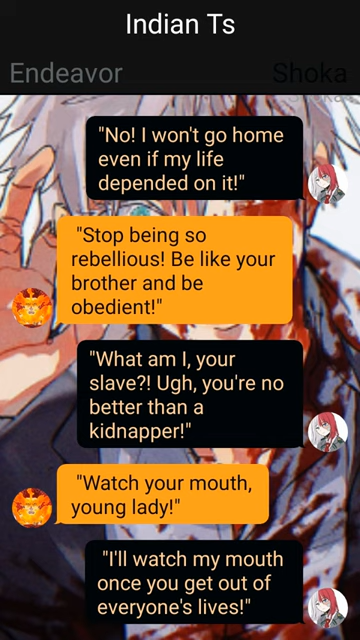 Indian Ts
Endeavor
Shoka
"No! I won't go home
even if my life
depended on it!"
"Stop being so
rebellious! Be like your
brother and be
obedient!"
"What am I, your
slave?! Ugh, you're no
better than a
kidnapper!"
"Watch your mouth,
young lady!"
"I'll watch my mouth
once you get out of
everyone's lives!"